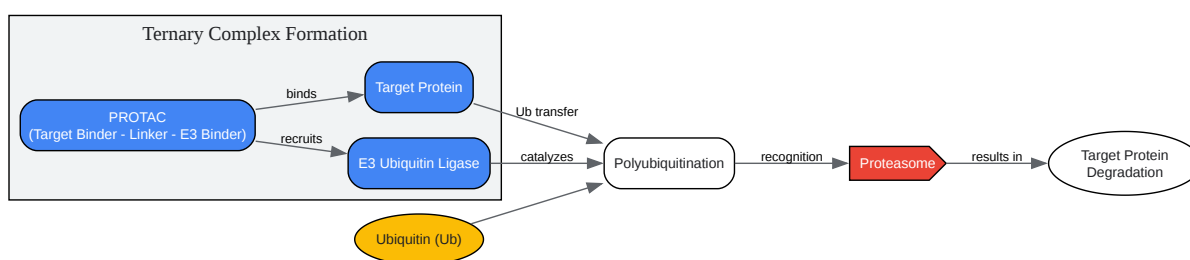 Ternary Complex Formation
PROTAC
(Target Binder - Linker - E3 Binder)
binds
recruits
Target Protein
E3 Ubiquitin Ligase
Ub transfer
catalyzes
Ubiquitin (Ub)
Polyubiquitination
recognition
Proteasome
results in
Target Protein
Degradation